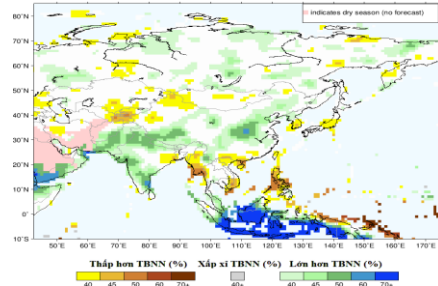 indicates dry season (no forecast)
80°N
70°N
60°N
50°N
40°N
30°N
20°N
10°N
0°
10°S
50°E 60°E 70°E 80°E 90°E 100°E 110°E 120°E 130°E 140°E 150°E 160°E 170°E
Thấp hơn TBNN (%) Xấp xỉ TBNN (%) Lớn hơn TBNN (%)
40 45 50 60 70+ 40+ 40 45 50 60 70+